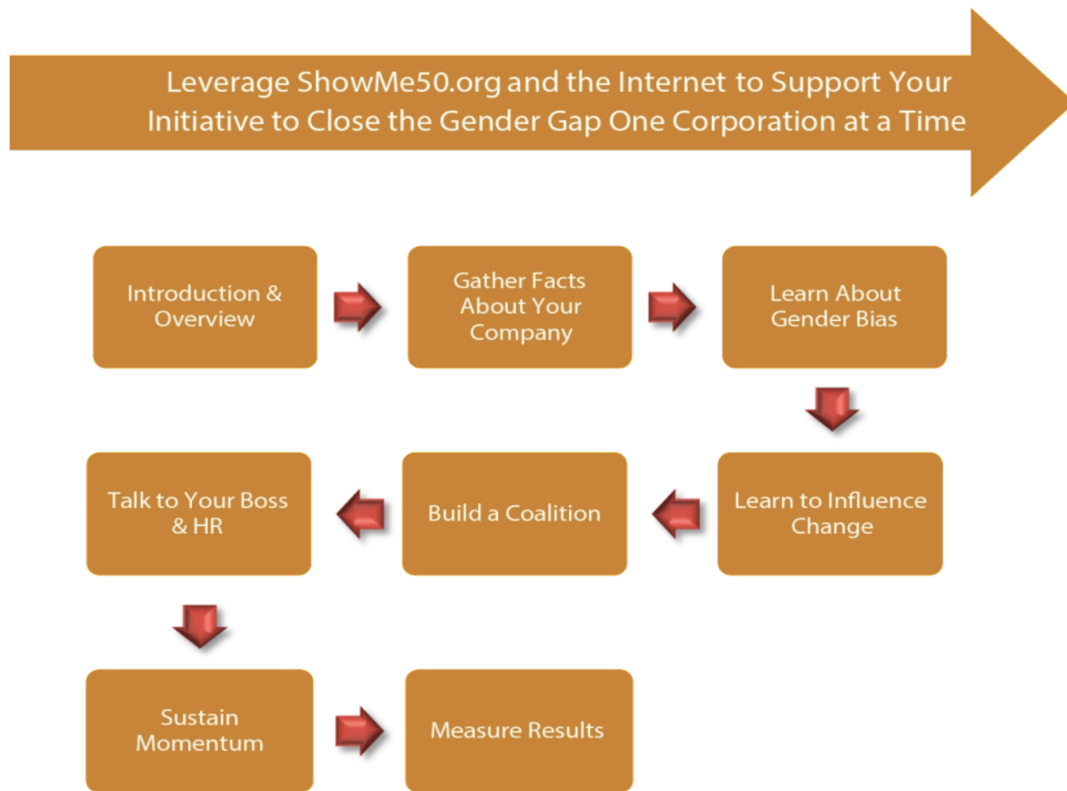 Leverage ShowMe50.org and the Internet to Support Your
Initiative to Close the Gender Gap One Corporation at a Time
Introduction &
Overview
Gather Facts
About Your
Company
Learn About
Gender Bias
Learn to Influence
Change
Build a Coalition
Talk to Your Boss
& HR
Sustain
Momentum
Measure Results